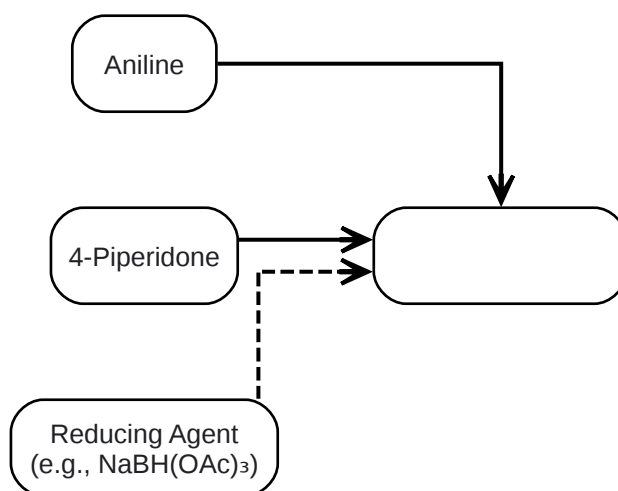 Aniline
4-Piperidone
Reducing Agent
(e.g., NaBH(OAc)₃)